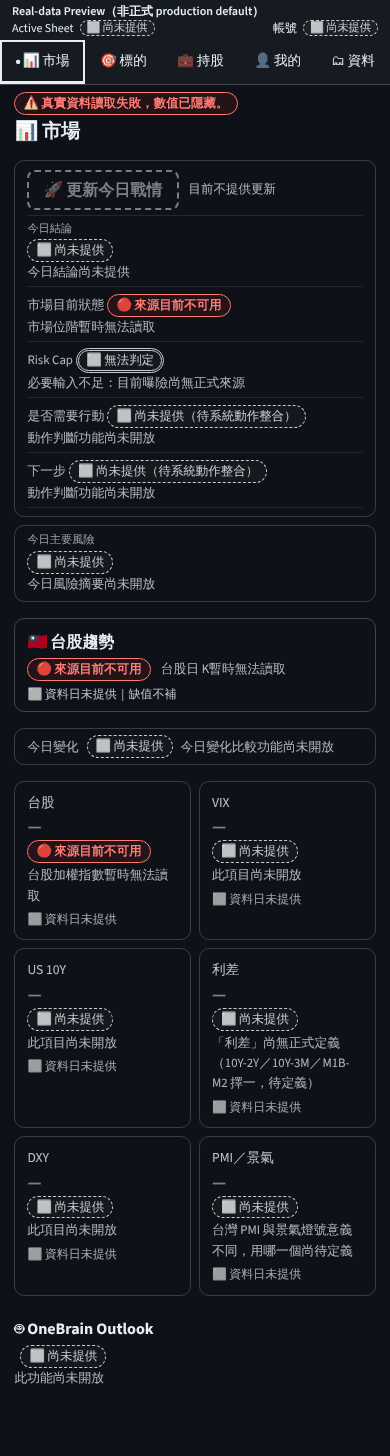 Real-data Preview（非正式 production default）
Active Sheet ⬜ 尚未提供 帳號 ⬜ 尚未提供
📊 市場 🎯 標的 💼 持股 👤 我的 🗂 資料
⚠️ 真實資料讀取失敗，數值已隱藏。
📊 市場
🚀 更新今日戰情 目前不提供更新
今日結論
⬜ 尚未提供
今日結論尚未提供
市場目前狀態 🔴 來源目前不可用
市場位階暫時無法讀取
Risk Cap ⬜ 無法判定
必要輸入不足：目前曝險尚無正式來源
是否需要行動 ⬜ 尚未提供（待系統動作整合）
動作判斷功能尚未開放
下一步 ⬜ 尚未提供（待系統動作整合）
動作判斷功能尚未開放
今日主要風險
⬜ 尚未提供
今日風險摘要尚未開放
🇹🇼 台股趨勢
🔴 來源目前不可用 台股日 K暫時無法讀取
⬜ 資料日未提供｜缺值不補
今日變化 ⬜ 尚未提供 今日變化比較功能尚未開放
台股
—
🔴 來源目前不可用
台股加權指數暫時無法讀
取
⬜ 資料日未提供
VIX
—
⬜ 尚未提供
此項目尚未開放
⬜ 資料日未提供
US 10Y
—
⬜ 尚未提供
此項目尚未開放
⬜ 資料日未提供
利差
—
⬜ 尚未提供
「利差」尚無正式定義
（10Y-2Y／10Y-3M／M1B-
M2 擇一，待定義）
⬜ 資料日未提供
DXY
—
⬜ 尚未提供
此項目尚未開放
⬜ 資料日未提供
PMI／景氣
—
⬜ 尚未提供
台灣 PMI 與景氣燈號意義
不同，用哪一個尚待定義
⬜ 資料日未提供
OneBrain Outlook
⬜ 尚未提供
此功能尚未開放